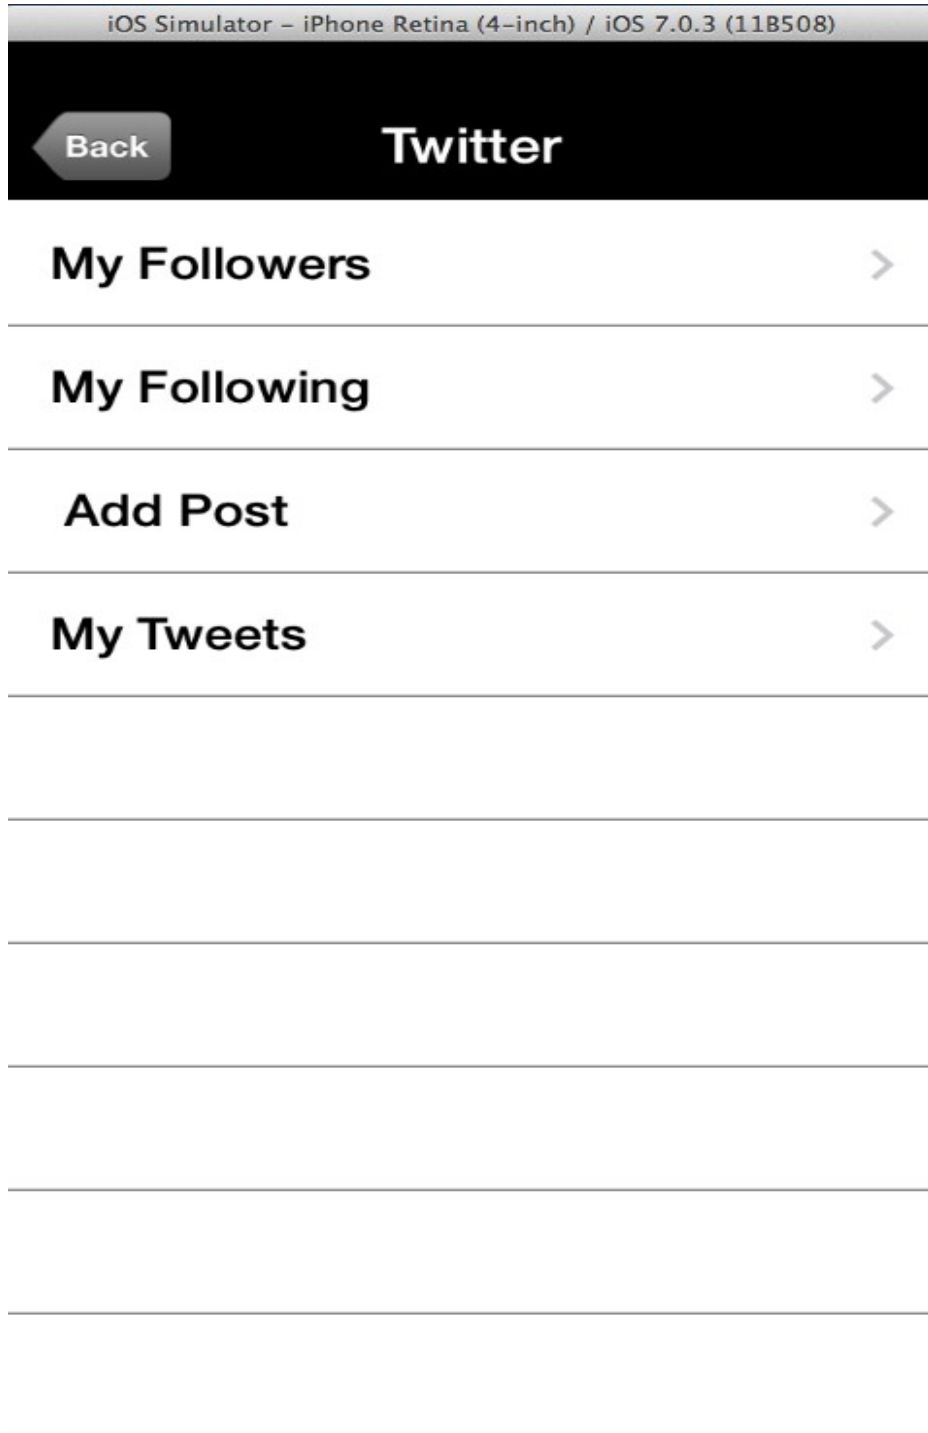 iOS Simulator – iPhone Retina (4-inch) / iOS 7.0.3 (11B508)
Back Twitter
My Followers
My Following
Add Post
My Tweets